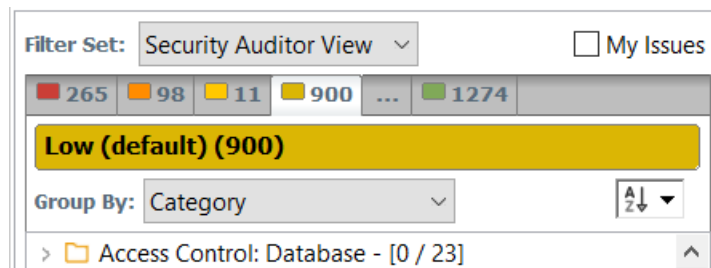 Filter Set: Security Auditor View My Issues
265 98 11 900 ... 1274
Low (default) (900)
Group By: Category AZ
Access Control: Database - [0 / 23]